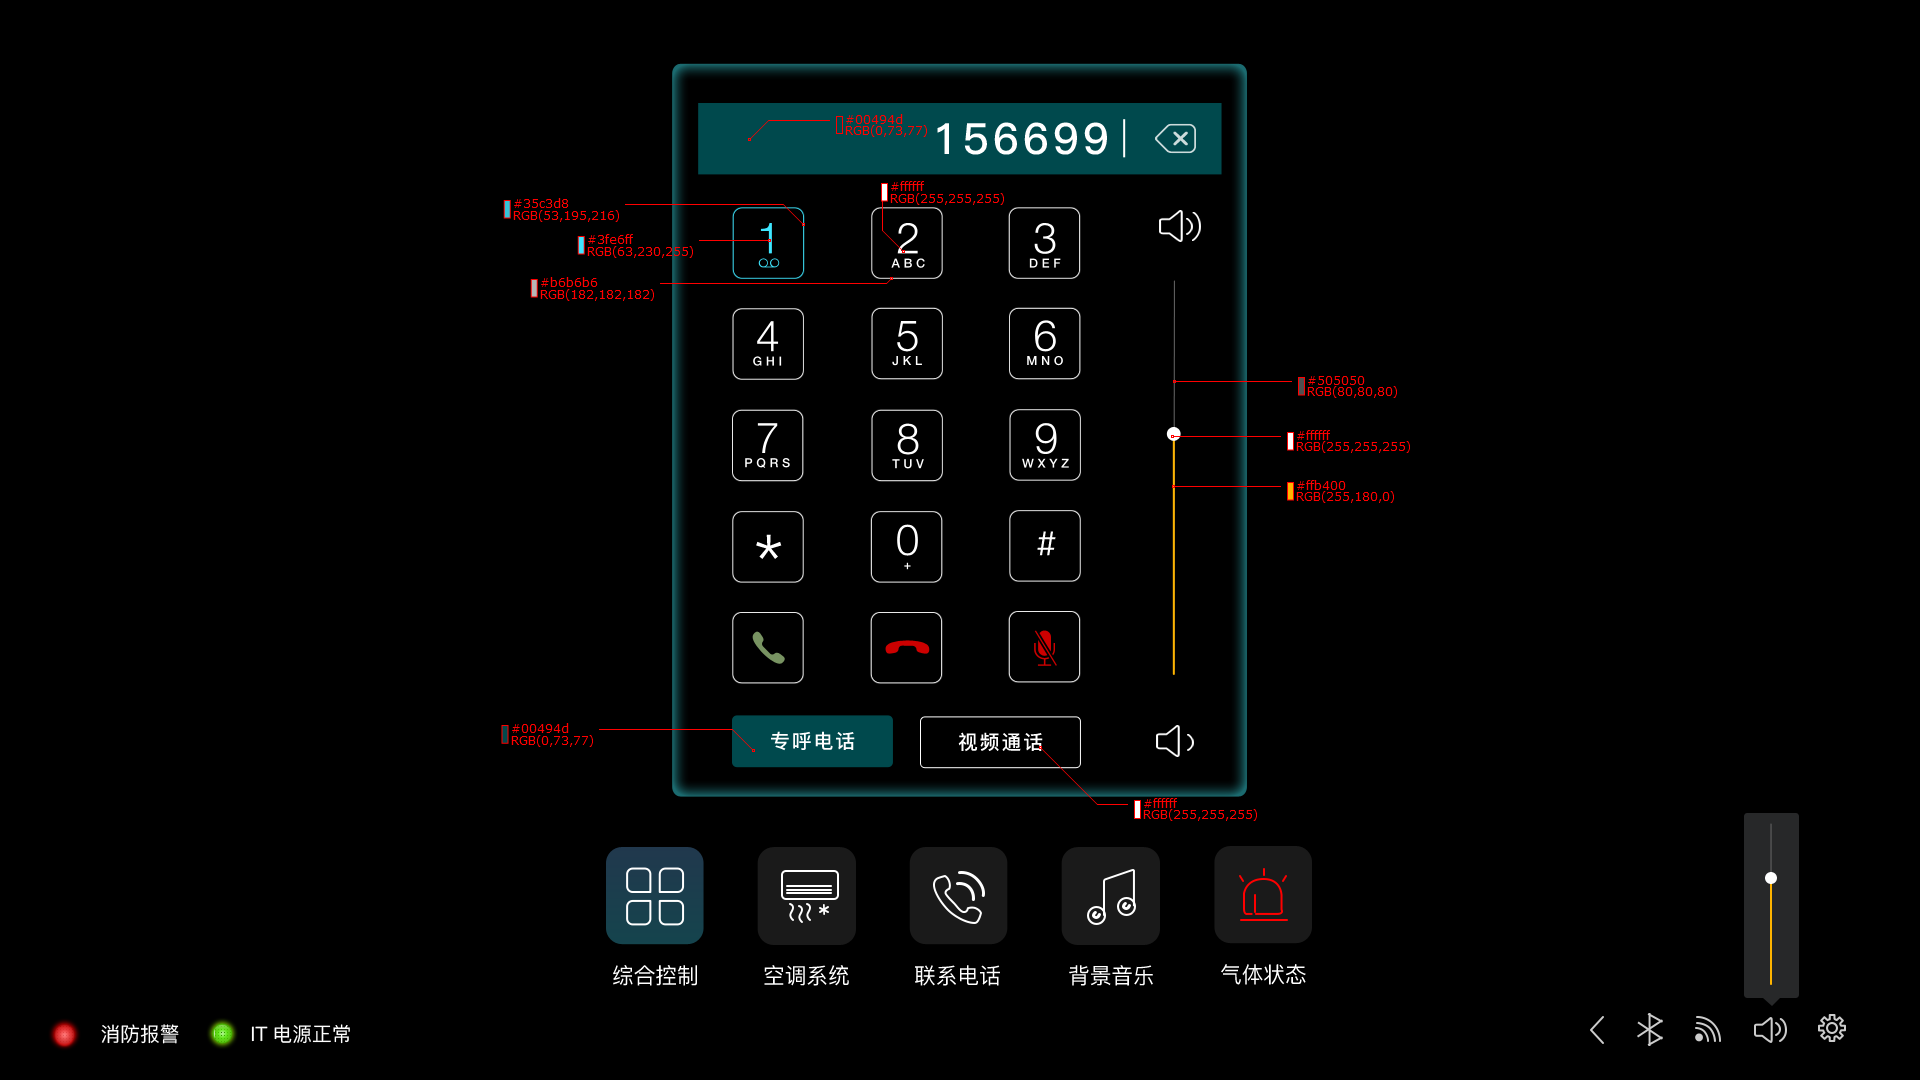 #00494d
RGB(0,73,77)
156699
#ffffff
RGB(255,255,255)
#35c3d8
RGB(53,195,216)
#3fe6ff
RGB(63,230,255)
#b6b6b6
RGB(182,182,182)
1
2
ABC
3
DEF
4
GHI
5
JKL
6
MNO
#505050
RGB(80,80,80)
#ffffff
RGB(255,255,255)
7
PQRS
8
TUV
9
WXYZ
#ffb400
RGB(255,180,0)
*
0
+
#
#00494d
RGB(0,73,77)
专呼电话
视频通话
#ffffff
RGB(255,255,255)
综合控制
空调系统
联系电话
背景音乐
气体状态
消防报警
IT 电源正常